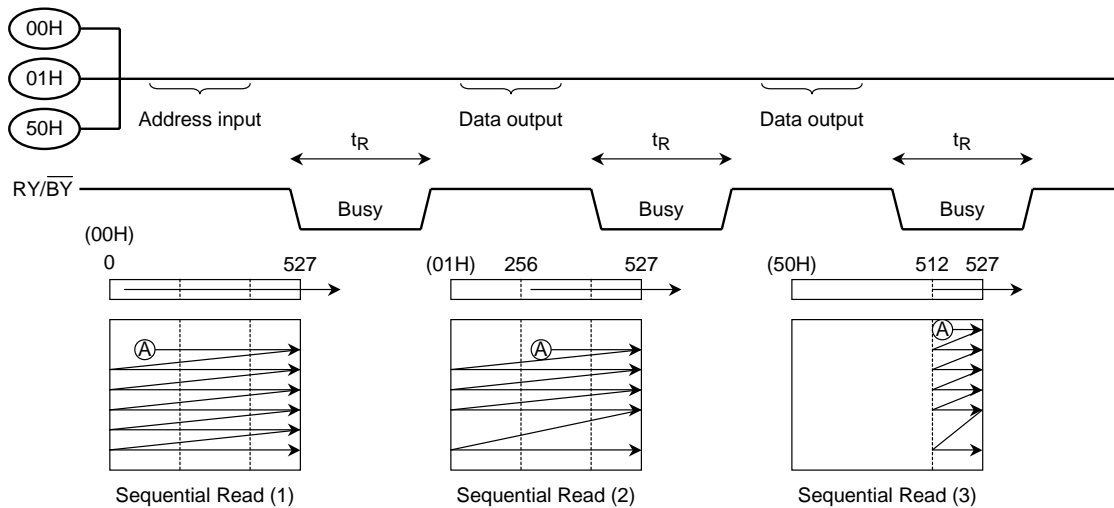 00H
01H
50H
Address input
Data output
Data output
tR
tR
tR
RY/BY
Busy
Busy
Busy
(00H)
0
527
(01H)
256
527
(50H)
512
527
A
A
A
Sequential Read (1)
Sequential Read (2)
Sequential Read (3)